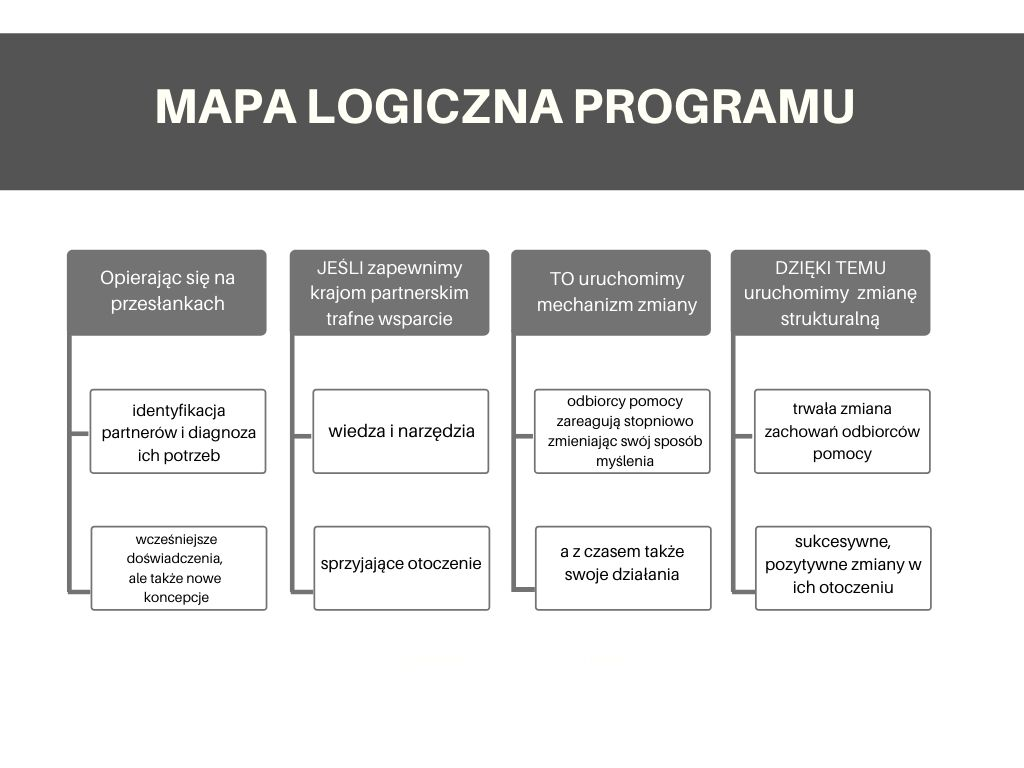 MAPA LOGICZNA PROGRAMU
Opierając się na
przesłankach
identyfikacja
partnerów i diagnoza
ich potrzeb
wcześniejsze
doświadczenia,
ale także nowe
koncepcje
JEŚLI zapewnimy
krajom partnerskim
trafne wsparcie
wiedza i narzędzia
sprzyjające otoczenie
TO uruchomimy
mechanizm zmiany
odbiorcy pomocy
zareagują stopniowo
zmieniając swój sposób
myślenia
a z czasem także
swoje działania
DZIĘKI TEMU
uruchomimy zmianę
strukturalną
trwała zmiana
zachowań odbiorców
pomocy
sukcesywne,
pozytywne zmiany w
ich otoczeniu